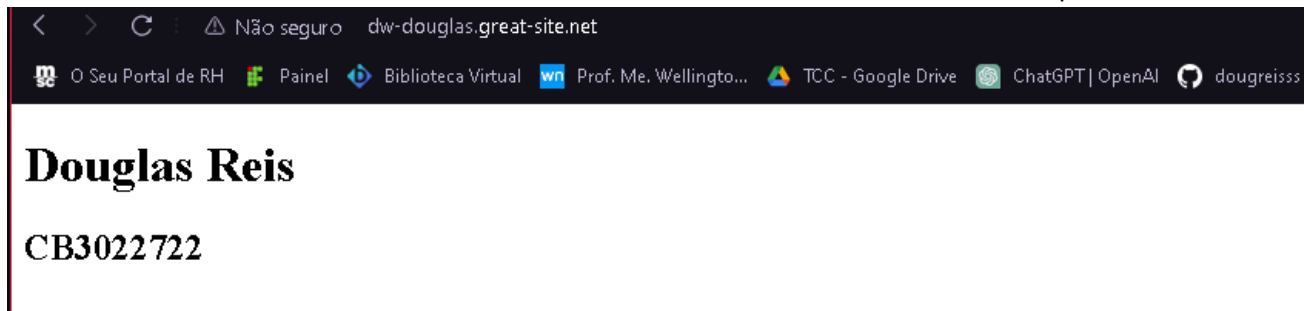 Não seguro dw-douglas.great-site.net
O Seu Portal de RH Painel Biblioteca Virtual wn Prof. Me. Wellingto... TCC - Google Drive ChatGPT | OpenAI dougreisss
Douglas Reis
CB3022722